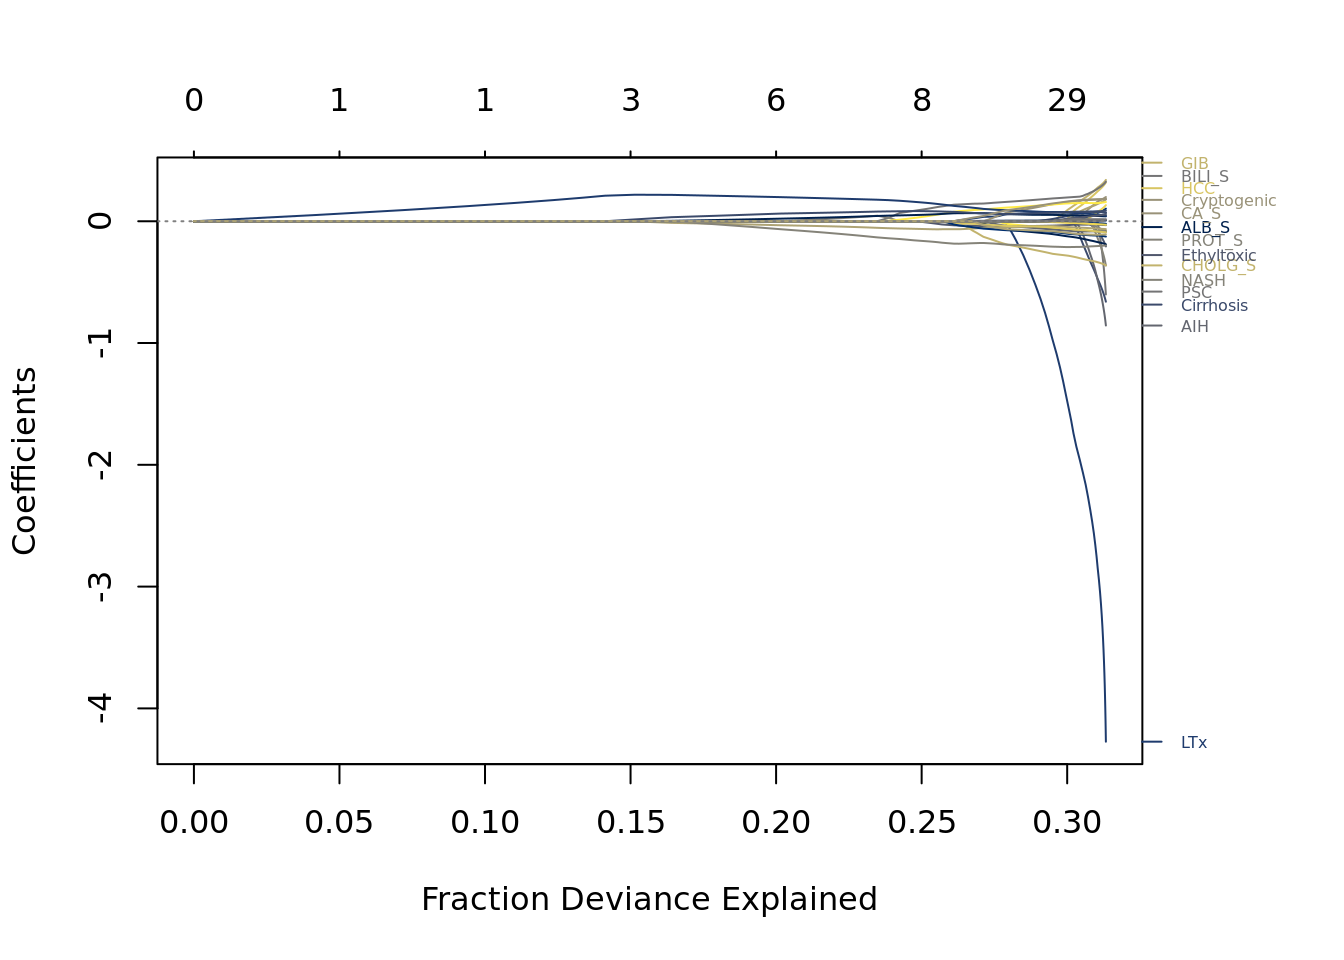 0 1 1 3 6 8 29
GIB
BILI_S
HCC
Cryptogenic
CA_S
ALB_S
PROT_S
Ethyltoxic
CHOLG_S
NASH
PSC
Cirrhosis
AIH
LTx
0
-1
-2
-3
-4
Coefficients
0.00 0.05 0.10 0.15 0.20 0.25 0.30
Fraction Deviance Explained